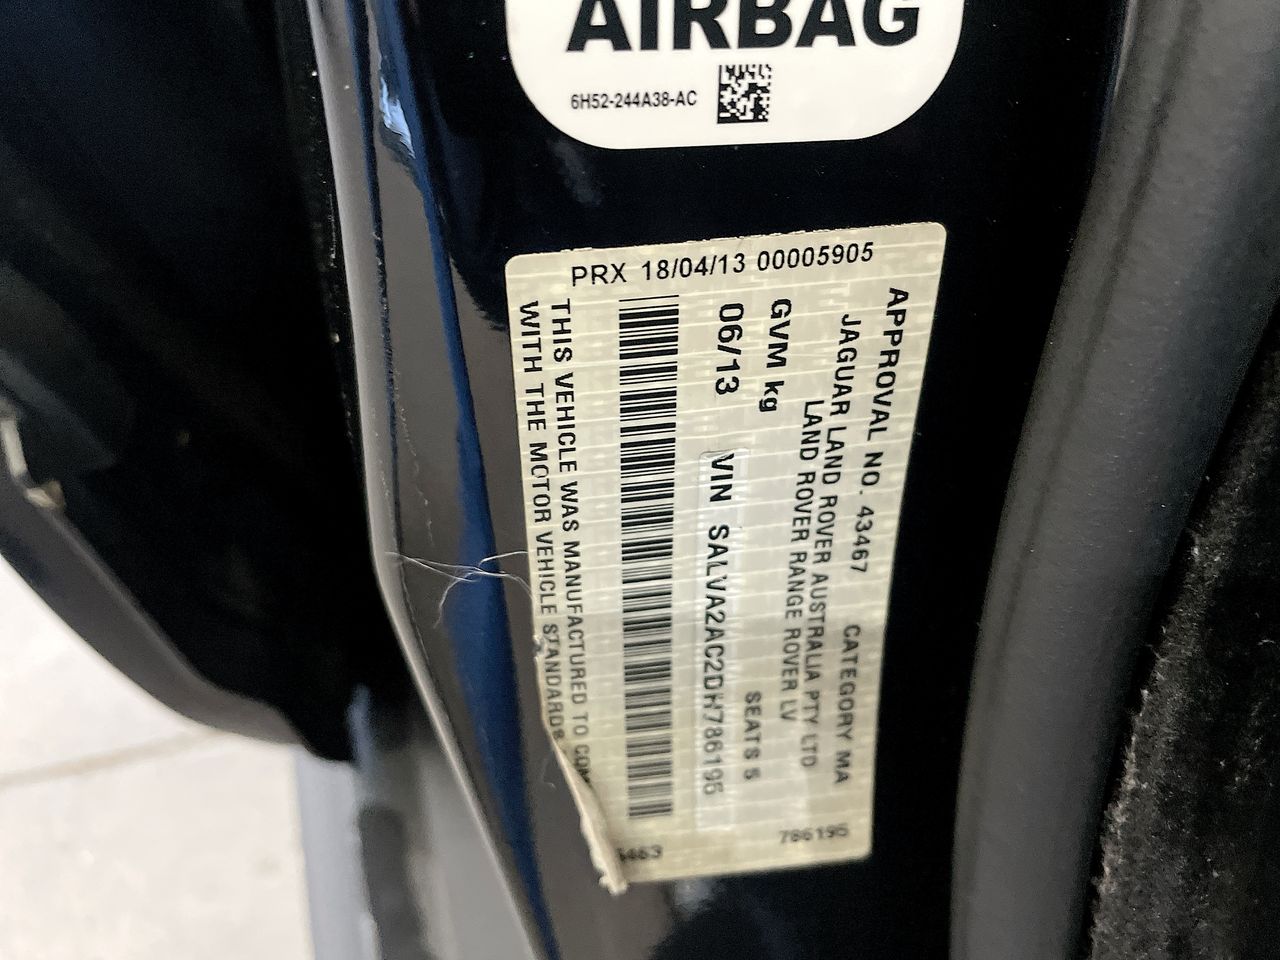 AIRBAG
6H52-244A38-AC
PRX 18/04/13 00005905
APPROVAL NO. 43467 CATEGORY MA
JAGUAR LAND ROVER AUSTRALIA PTY LTD
LAND ROVER RANGE ROVER LV
GVM kg SEATS 5
06/13 VIN SALVA2AC2DH786195
THIS VEHICLE WAS MANUFACTURED TO COM
WITH THE MOTOR VEHICLE STANDARDS
786195
463